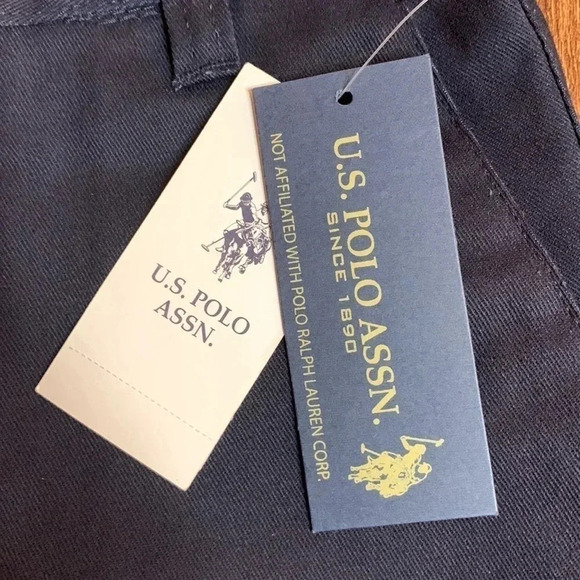 U.S. POLO
ASSN.
U.S. POLO ASSN.
SINCE 1890
NOT AFFILIATED WITH POLO RALPH LAUREN CORP.